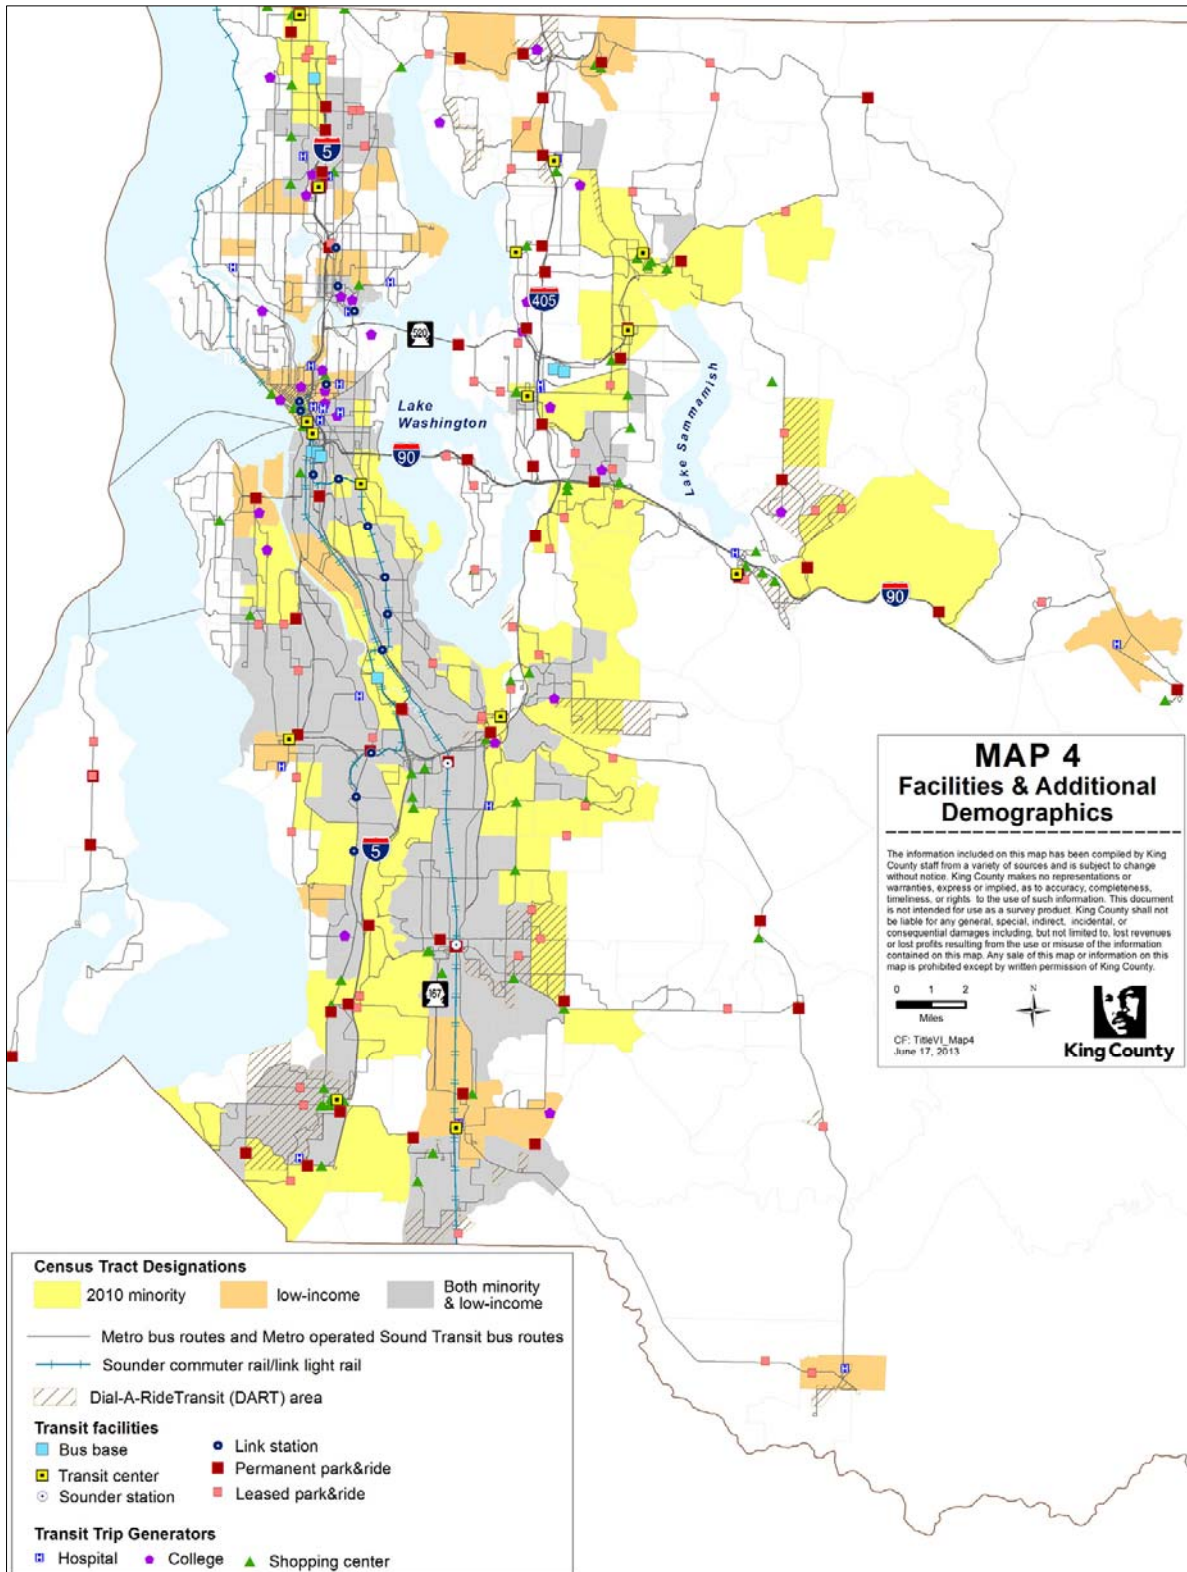 5
405
520
Lake
Washington
Lake Sammamish
90
90
MAP 4
Facilities & Additional
Demographics
The information included on this map has been compiled by King
County staff from a variety of sources and is subject to change
without notice. King County makes no representations or
warranties, express or implied, as to accuracy, completeness,
timeliness, or rights to the use of such information. This document
is not intended for use as a survey product. King County shall not
be liable for any general, special, indirect, incidental, or
consequential damages including, but not limited to, lost revenues
or lost profits resulting from the use or misuse of the information
contained on this map. Any sale of this map or information on this
map is prohibited except by written permission of King County.
0 1 2
Miles
N
CF: TitleVI_Map4
June 17, 2013
King County
5
167
Census Tract Designations
2010 minority
low-income
Both minority
& low-income
Metro bus routes and Metro operated Sound Transit bus routes
Sounder commuter rail/link light rail
Dial-A-RideTransit (DART) area
Transit facilities
Bus base
Link station
Transit center
Permanent park&ride
Sounder station
Leased park&ride
Transit Trip Generators
H Hospital
College
Shopping center